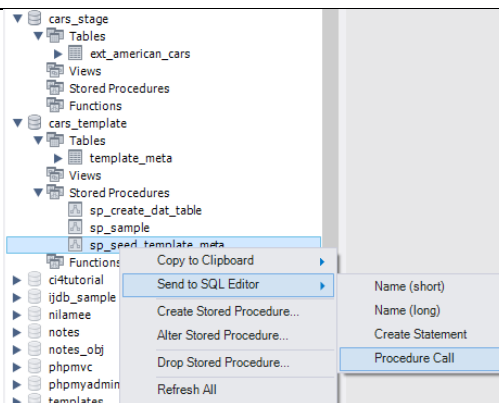 cars_stage
Tables
ext_american_cars
Views
Stored Procedures
Functions
cars_template
Tables
template_meta
Views
Stored Procedures
sp_create_dat_table
sp_sample
sp_seed_template_meta
Functions
ci4tutorial
ijdb_sample
nilamee
notes
notes_obj
phpmvc
phpmyadmin
templates
Copy to Clipboard
Send to SQL Editor
Create Stored Procedure...
Alter Stored Procedure...
Drop Stored Procedure...
Refresh All
Name (short)
Name (long)
Create Statement
Procedure Call